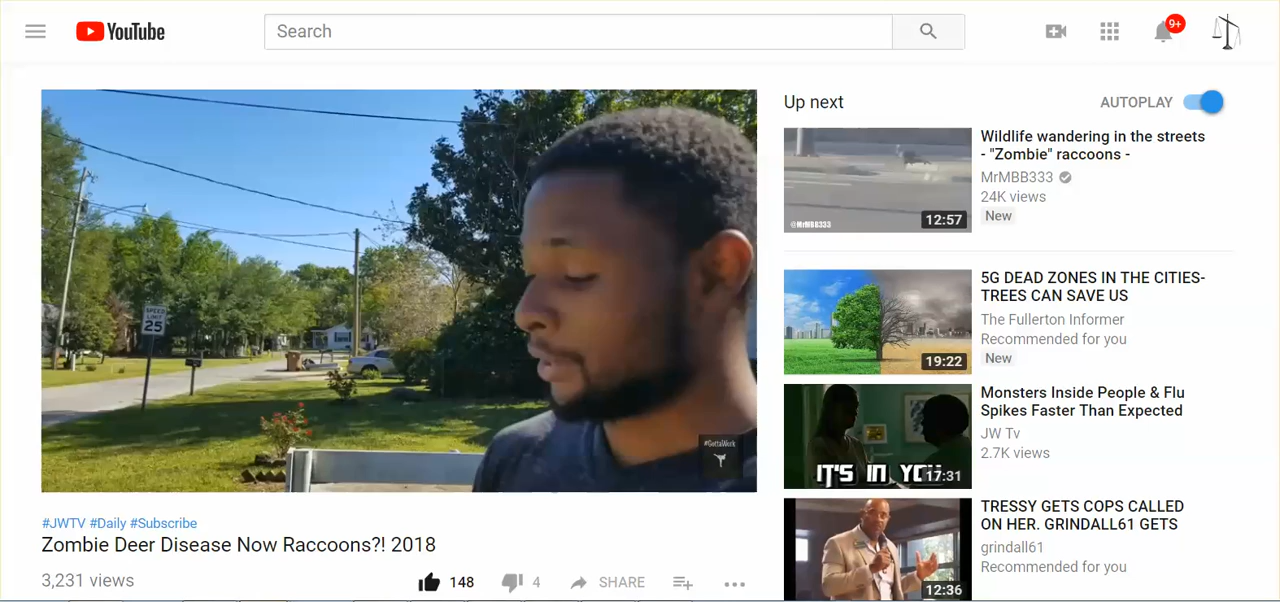 YouTube
Search
9+
SPEED
LIMIT
25
#GottaWork
#JWTV #Daily #Subscribe
Zombie Deer Disease Now Raccoons?! 2018
3,231 views
148
4
SHARE
Up next
AUTOPLAY
@MrMBB333
12:57
Wildlife wandering in the streets
- "Zombie" raccoons -
MrMBB333
24K views
New
19:22
5G DEAD ZONES IN THE CITIES-
TREES CAN SAVE US
The Fullerton Informer
Recommended for you
New
IT'S IN YO
17:31
Monsters Inside People & Flu
Spikes Faster Than Expected
JW Tv
2.7K views
12:36
TRESSY GETS COPS CALLED
ON HER. GRINDALL61 GETS
grindall61
Recommended for you